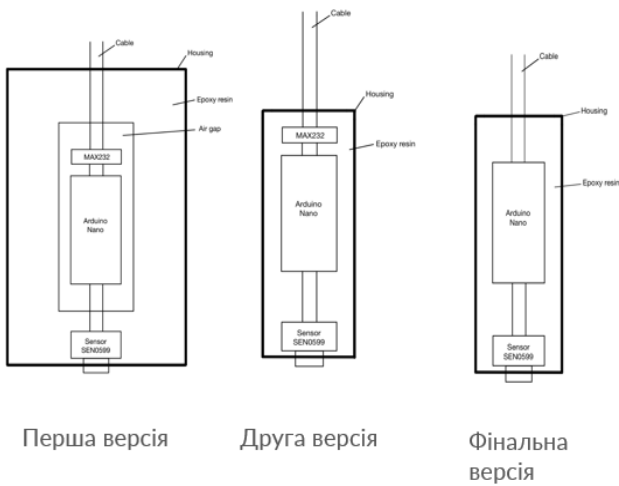 Cable
Housing
Epoxy resin
Air gap
MAX232
Arduino
Nano
Sensor
SEN0599
Перша версія
Cable
Housing
MAX232
Epoxy resin
Arduino
Nano
Sensor
SEN0599
Друга версія
Cable
Housing
Epoxy resin
Arduino
Nano
Sensor
SEN0599
Фінальна
версія